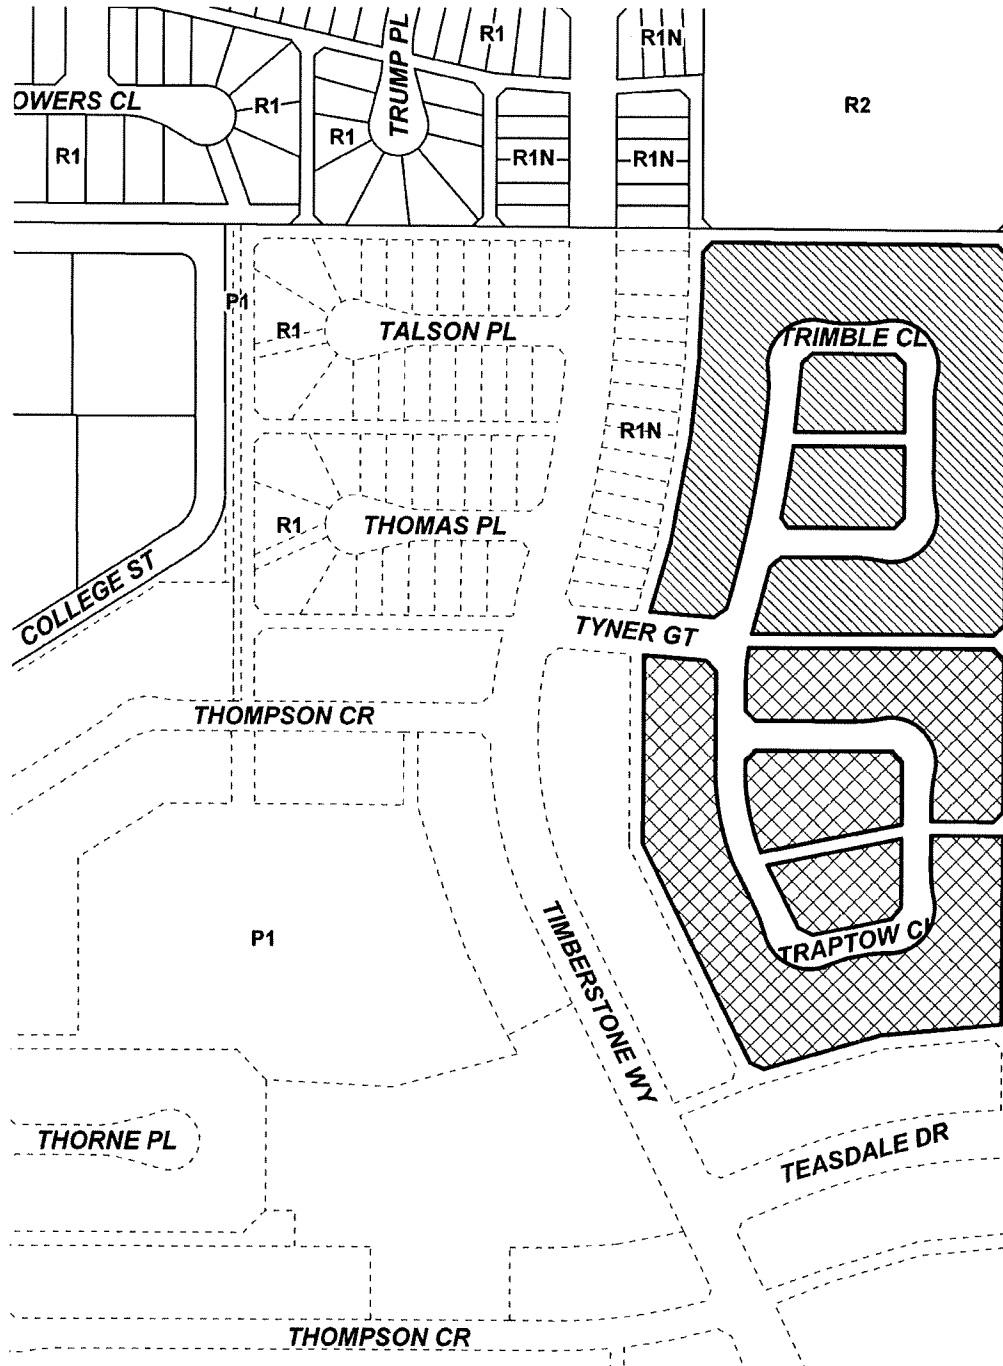 R1
R1N
OWERS CL
R1
TRUMP PL
R1
R2
R1
R1N
R1N
P1
R1
TALSON PL
TRIMBLE CL
R1N
R1
THOMAS PL
COLLEGE ST
TYNER GT
THOMPSON CR
TIMBERSTONE WY
P1
TRAPTOW CL
THORNE PL
TEASDALE DR
THOMPSON CR